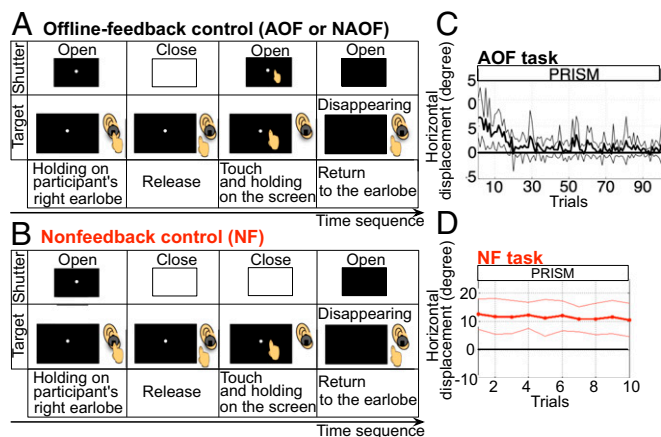 A Offline-feedback control (AOF or NAOF)
Shutter
Open
Close
Open
Open
Target
Disappearing
Holding on
participant's
right earlobe
Release
Touch
and holding
on the screen
Return
to the earlobe
Time sequence
B Nonfeedback control (NF)
Shutter
Open
Close
Close
Open
Target
Disappearing
Holding on
participant's
right earlobe
Release
Touch
and holding
on the screen
Return
to the earlobe
Time sequence
C
AOF task
PRISM
Horizontal
displacement (degree)
5
0
5
0
-5
10 30 50 70 90
Trials
D
NF task
PRISM
Horizontal
displacement (degree)
20
10
0
-10
2 4 6 8 10
Trials